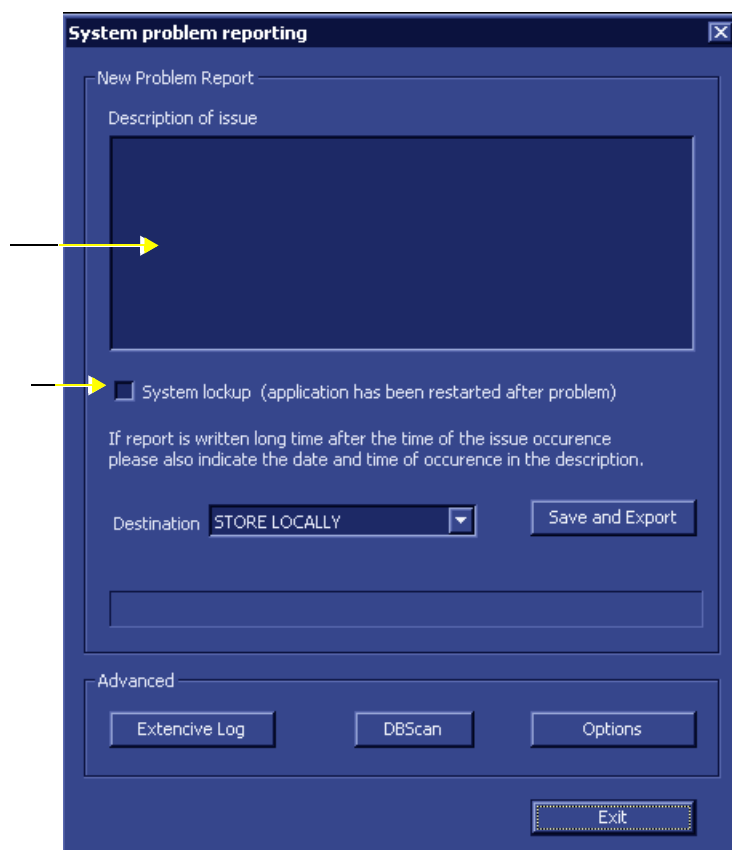 System problem reporting
New Problem Report
Description of issue
System lockup (application has been restarted after problem)
If report is written long time after the time of the issue occurence
please also indicate the date and time of occurence in the description.
Destination STORE LOCALLY Save and Export
Advanced
Extencive Log DBScan Options
Exit